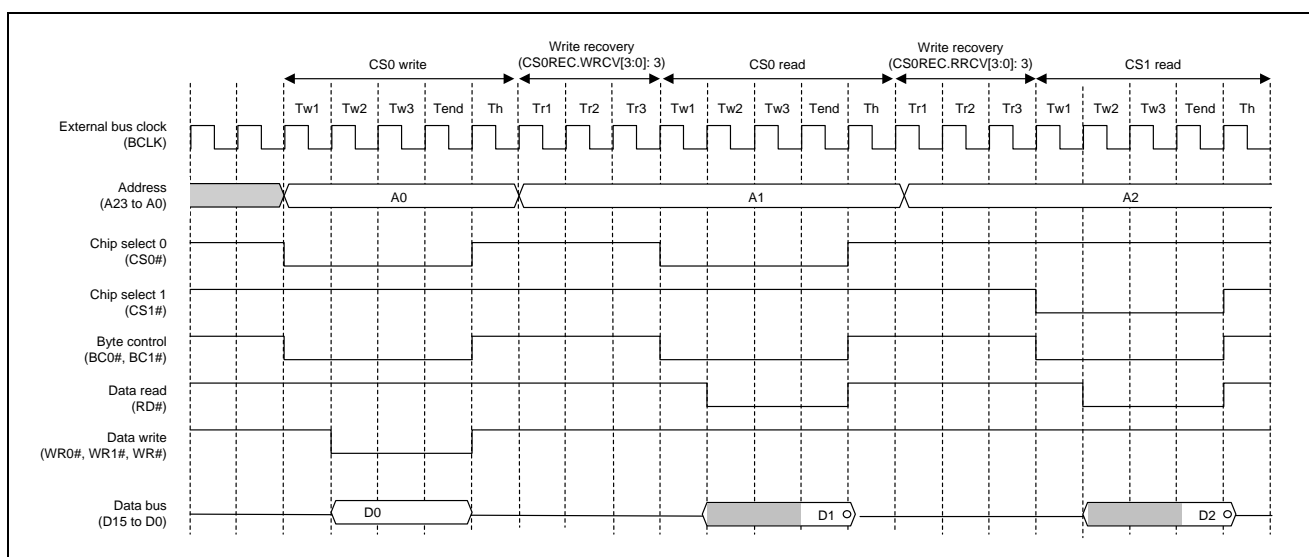 Write recovery
(CS0REC.WRCV[3:0]: 3)
Write recovery
(CS0REC.RRCV[3:0]: 3)
CS0 write
CS0 read
CS1 read
Tw1 Tw2 Tw3 Tend Th Tr1 Tr2 Tr3 Tw1 Tw2 Tw3 Tend Th Tr1 Tr2 Tr3 Tw1 Tw2 Tw3 Tend Th
External bus clock
(BCLK)
Address
(A23 to A0)
A0 A1 A2
Chip select 0
(CS0#)
Chip select 1
(CS1#)
Byte control
(BC0#, BC1#)
Data read
(RD#)
Data write
(WR0#, WR1#, WR#)
Data bus
(D15 to D0)
D0 D1 D2